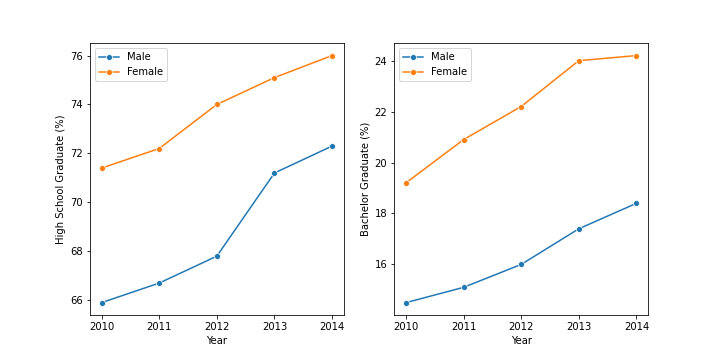 High School Graduate (%)
76
74
72
70
68
66
Male
Female
2010 2011 2012 2013 2014
Year
Bachelor Graduate (%)
24
22
20
18
16
Male
Female
2010 2011 2012 2013 2014
Year